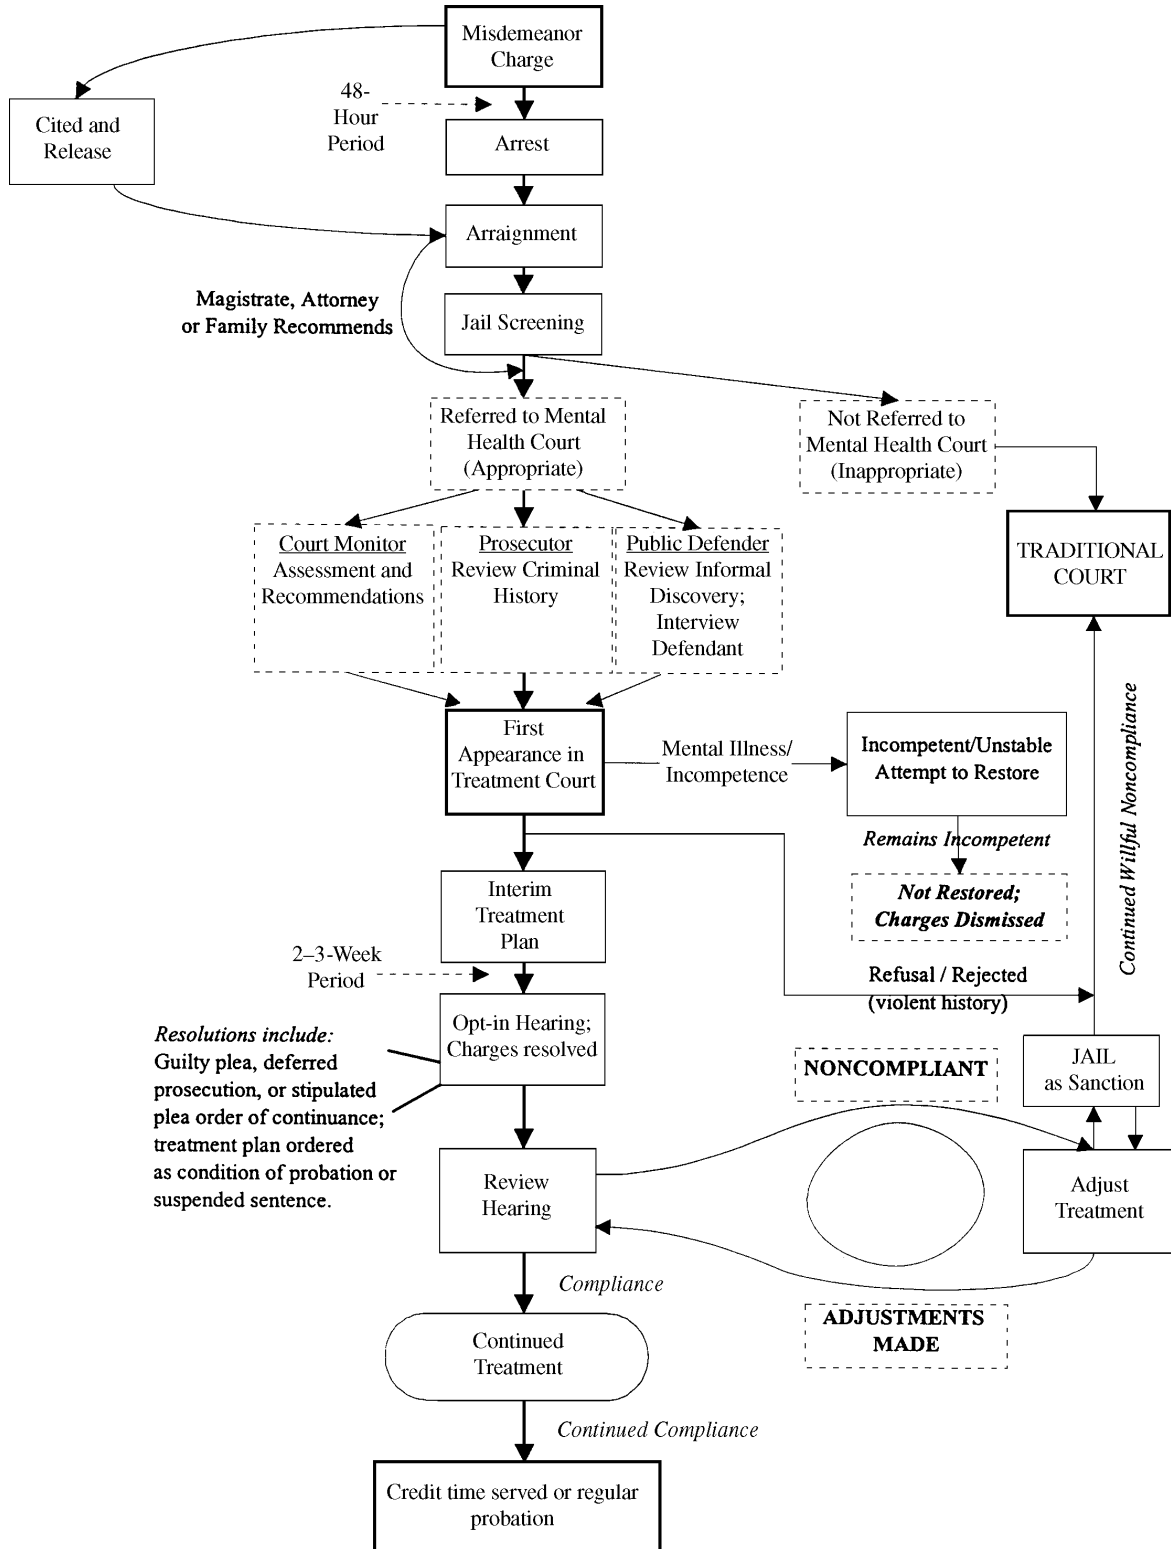 Misdemeanor
Charge
48-
Hour
Period
Cited and
Release
Arrest
Arraignment
Magistrate, Attorney
or Family Recommends
Jail Screening
Referred to Mental
Health Court
(Appropriate)
Not Referred to
Mental Health Court
(Inappropriate)
Court Monitor
Assessment and
Recommendations
Prosecutor
Review Criminal
History
Public Defender
Review Informal
Discovery;
Interview
Defendant
TRADITIONAL
COURT
First
Appearance in
Treatment Court
Mental Illness/
Incompetence
Incompetent/Unstable
Attempt to Restore
Remains Incompetent
Not Restored;
Charges Dismissed
Continued Willful Noncompliance
Interim
Treatment
Plan
2–3-Week
Period
Refusal / Rejected
(violent history)
Opt-in Hearing;
Charges resolved
Resolutions include:
Guilty plea, deferred
prosecution, or stipulated
plea order of continuance;
treatment plan ordered
as condition of probation or
suspended sentence.
NONCOMPLIANT
JAIL
as Sanction
Review
Hearing
Adjust
Treatment
Compliance
ADJUSTMENTS
MADE
Continued
Treatment
Continued Compliance
Credit time served or regular
probation